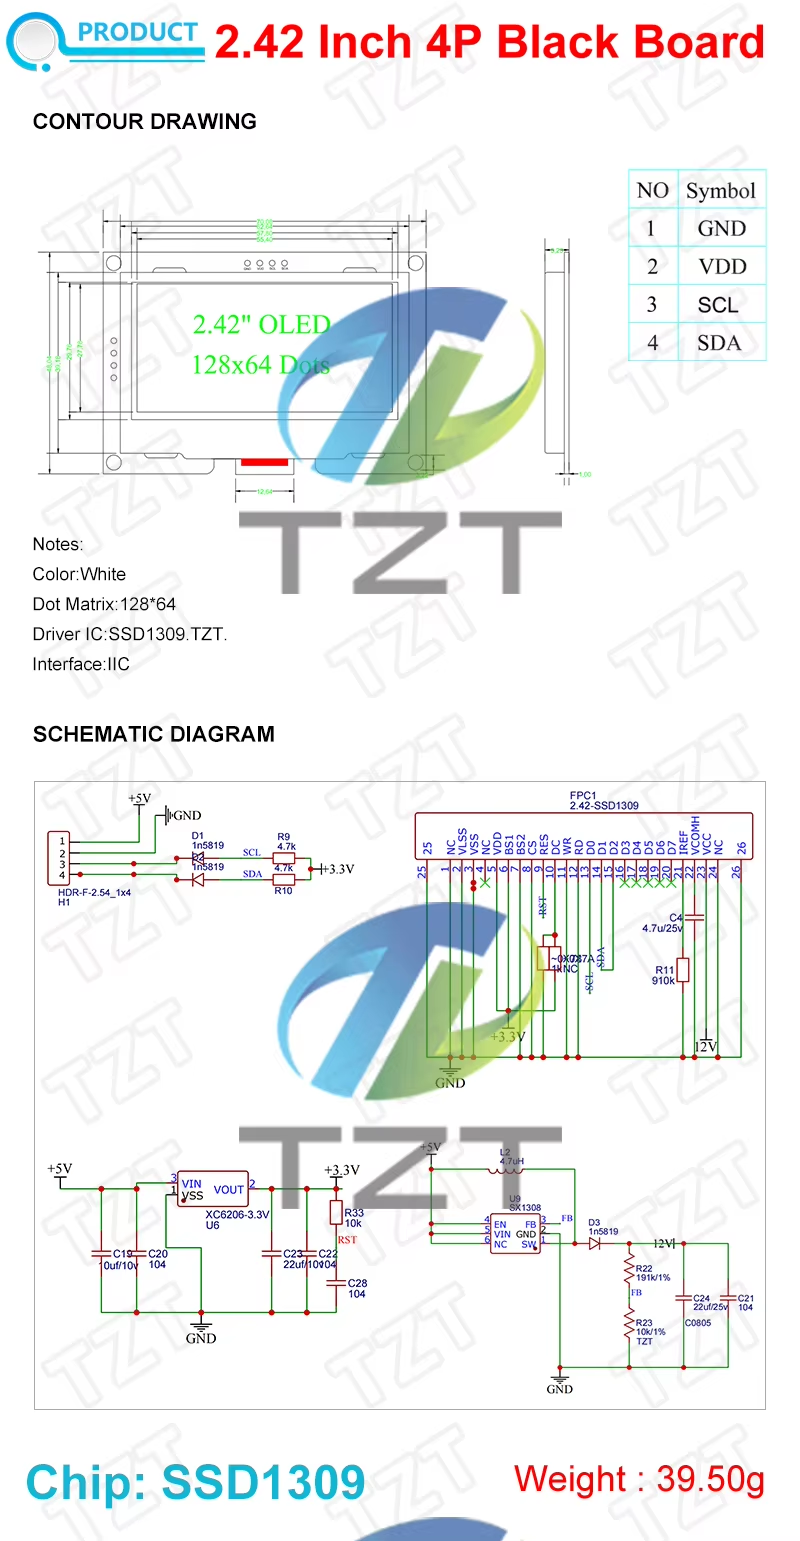 PRODUCT 2.42 Inch 4P Black Board
CONTOUR DRAWING
NO Symbol
1 GND
2 VDD
3 SCL
4 SDA
2.42" OLED
128x64 Dots
12.64
1.00
TZT
Notes:
Color:White
Dot Matrix:128*64
Driver IC:SSD1309.TZT.
Interface:IIC
SCHEMATIC DIAGRAM
+5V
GND
1
2
3
4
HDR-F-2.54_1x4
H1
D1
1n5819
1n5819
SCL
SDA
R9
4.7k
4.7k
R10
+3.3V
FPC1
2.42-SSD1309
25 NC VLSS VSS NC VDD BS1 BS2 CS RES DC WR RD D0 D1 D2 D3 D4 D5 D6 D7 IREF VCOMH VCC NC 26
25 1 2 3 4 5 6 7 8 9 10 11 12 13 14 15 16 17 18 19 20 21 22 23 24 26
RST
SCL
SDA
C4
4.7u/25v
R11
910k
+3.3V
12V
GND
TZT
+5V
3 VIN
1 VSS
VOUT 2
XC6206-3.3V
U6
+3.3V
R33
10k
RST
C19
10uf/10v
C20
104
C23
22uf/10v
C22
104
C28
104
GND
+5V
L2
4.7uH
U9
SX1308
4 EN FB 3 FB
5 VIN GND 2
6 NC SW 1
D3
1n5819
12V
R22
191k/1%
FB
R23
10k/1%
TZT
C24
22uf/25v
C0805
C21
104
GND
Chip: SSD1309
Weight : 39.50g